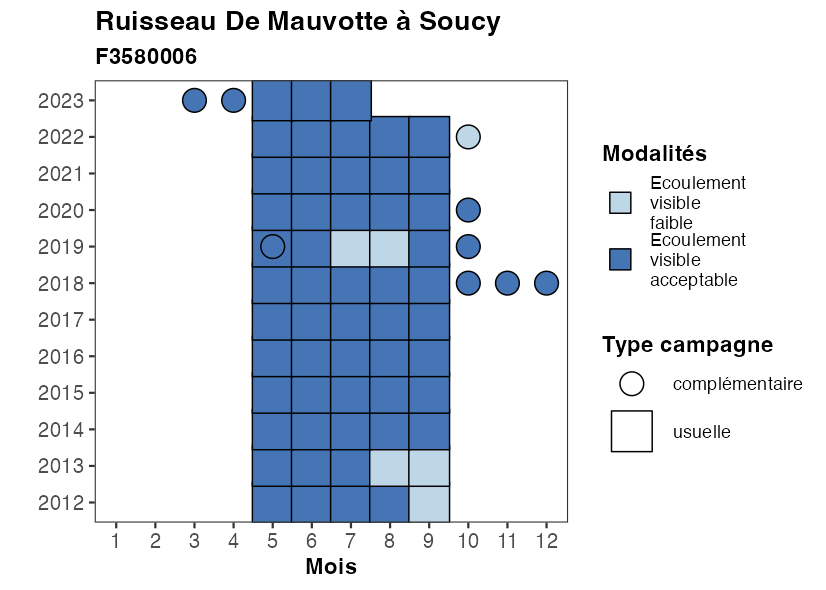 Ruisseau De Mauvotte à Soucy
F3580006
2023
2022
2021
2020
2019
2018
2017
2016
2015
2014
2013
2012
1 2 3 4 5 6 7 8 9 10 11 12
Mois
Modalités
Ecoulement
visible
faible
Ecoulement
visible
acceptable
Type campagne
complémentaire
usuelle